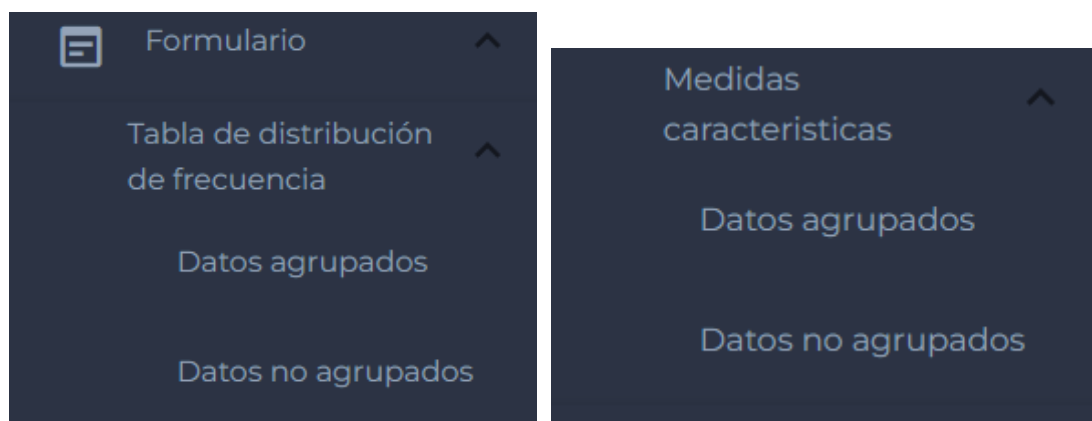 Formulario
Tabla de distribución
de frecuencia
Datos agrupados
Datos no agrupados
Medidas
caracteristicas
Datos agrupados
Datos no agrupados